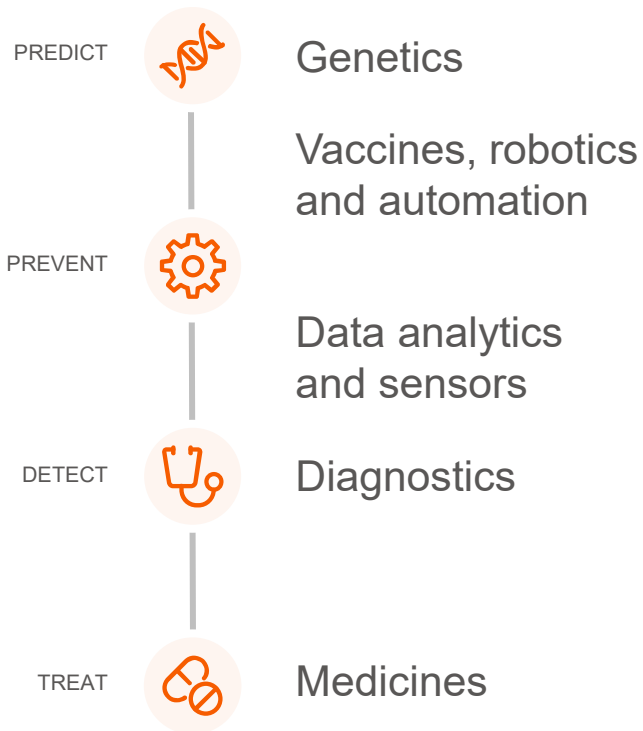 PREDICT
Genetics
Vaccines, robotics
and automation
PREVENT
Data analytics
and sensors
DETECT
Diagnostics
TREAT
Medicines